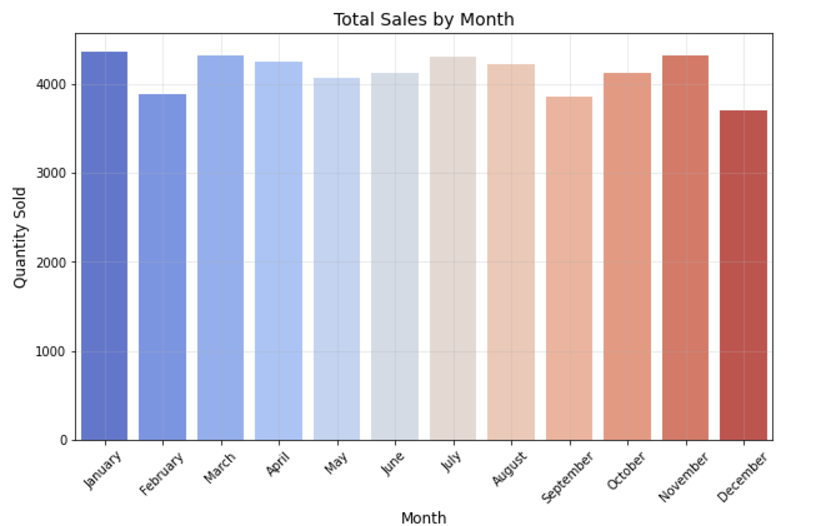 Total Sales by Month
Quantity Sold
4000
3000
2000
1000
0
January February March April May June July August September October November December
Month